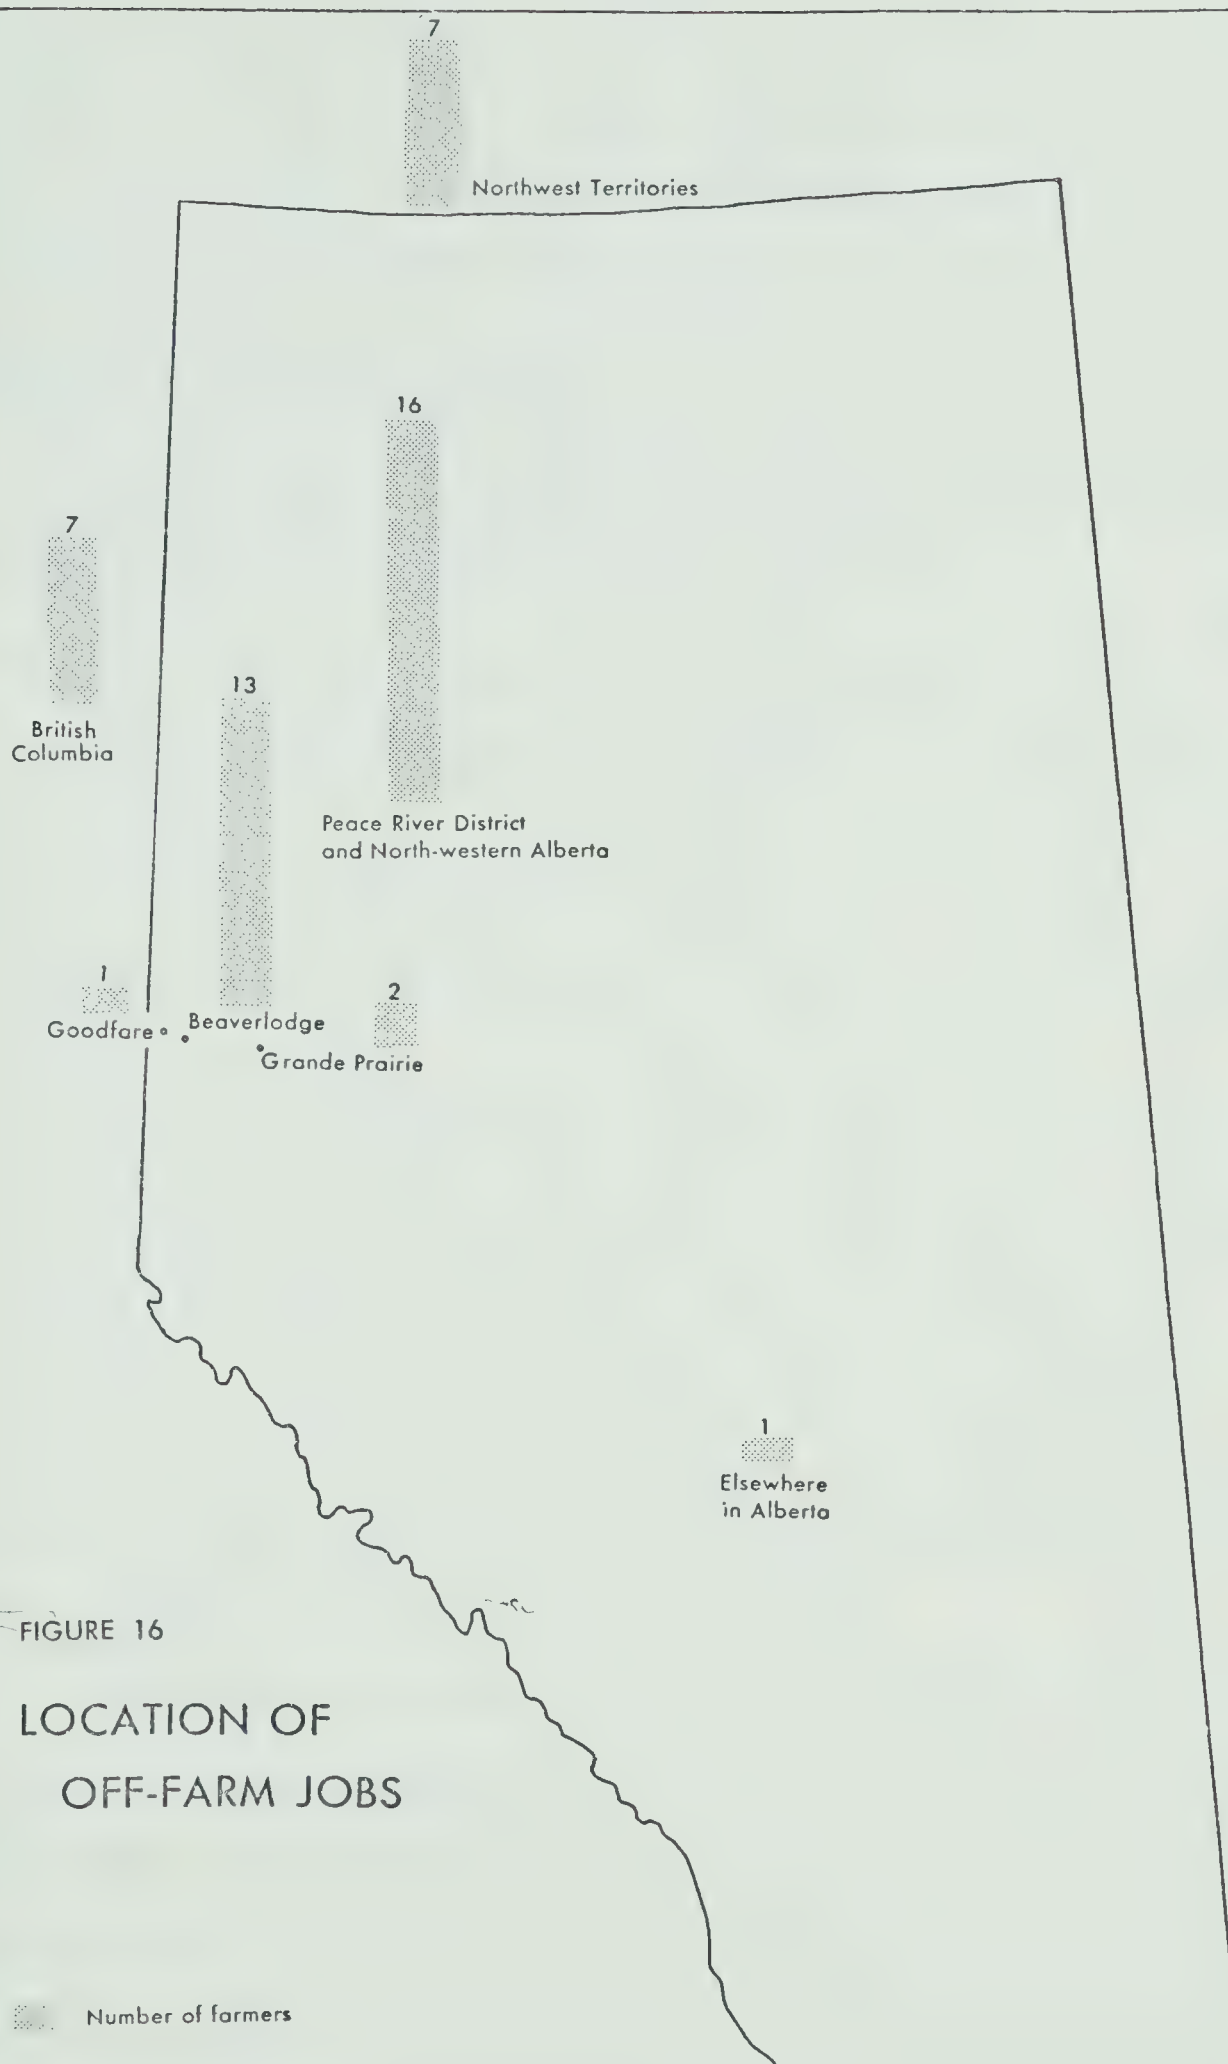 7
Northwest Territories
16
7
13
British
Columbia
Peace River District
and North-western Alberta
1
2
Goodfare
Beaverlodge
Grande Prairie
1
Elsewhere
in Alberta
FIGURE 16
LOCATION OF
OFF-FARM JOBS
Number of farmers